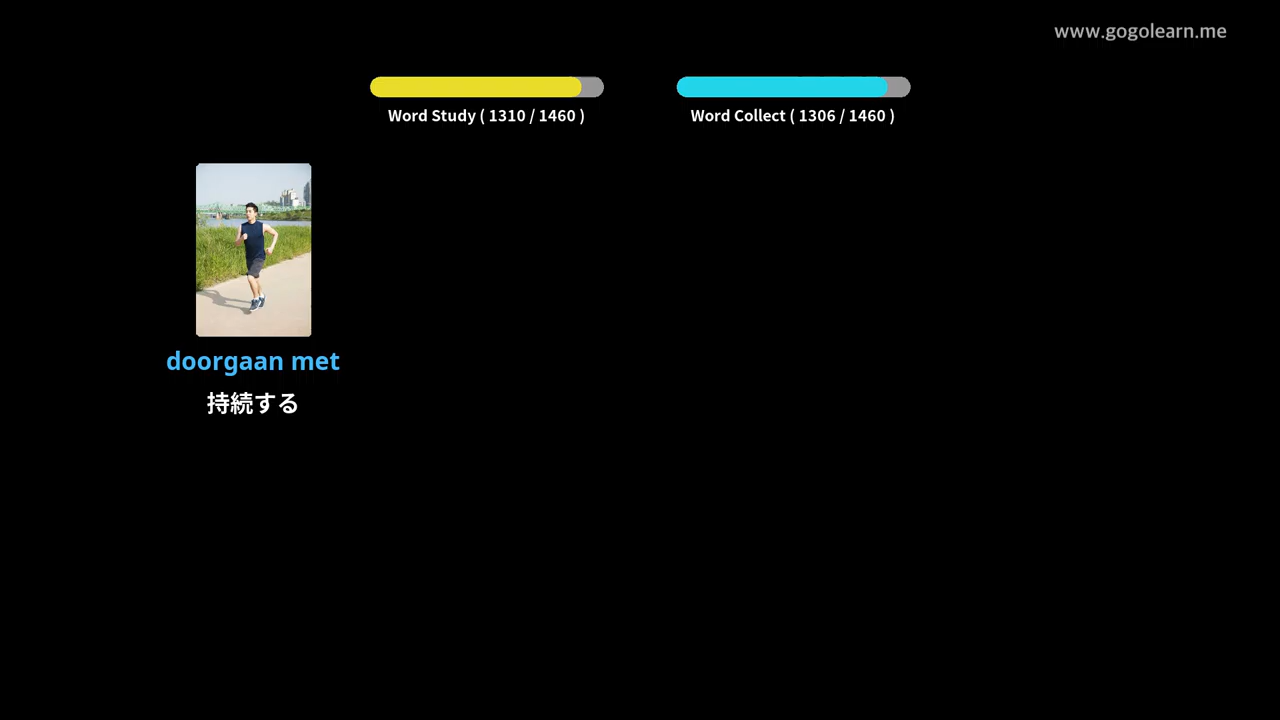 www.gogolearn.me
Word Study ( 1310 / 1460 )
Word Collect ( 1306 / 1460 )
doorgaan met
持続する